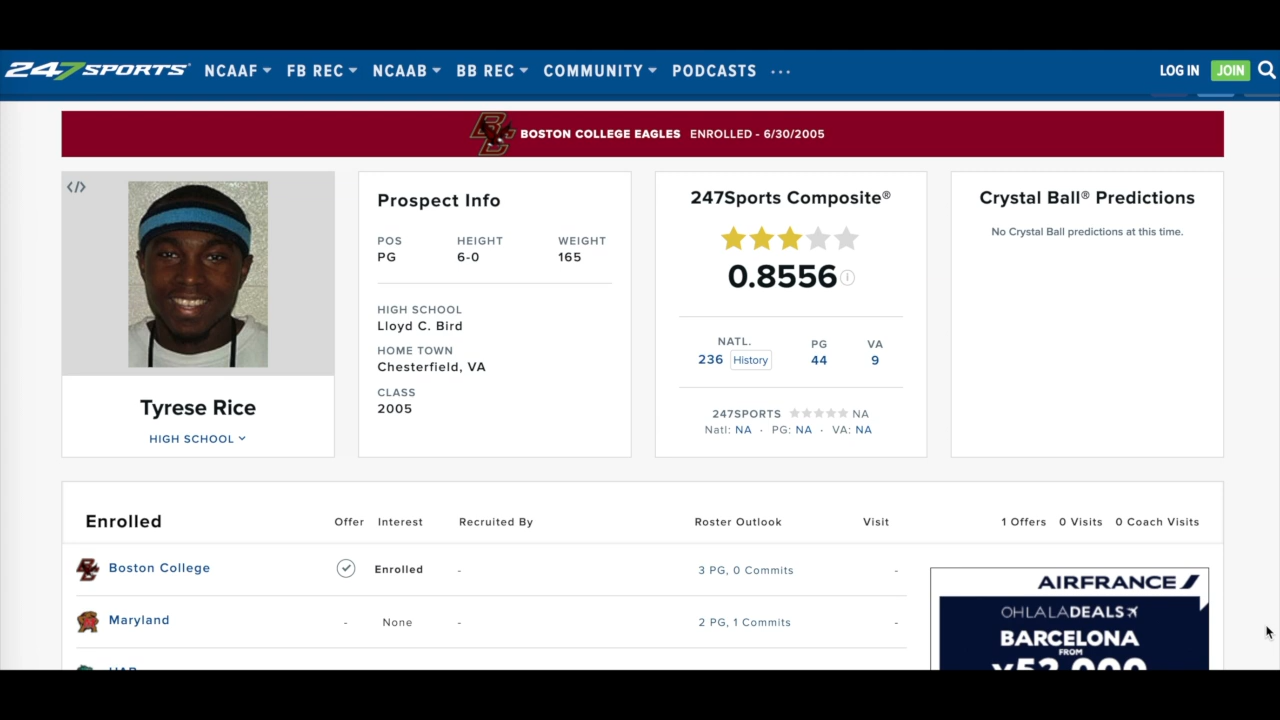 247SPORTS NCAAF FB REC NCAAB BB REC COMMUNITY PODCASTS ... LOG IN JOIN
BOSTON COLLEGE EAGLES ENROLLED - 6/30/2005
</>
Tyrese Rice
HIGH SCHOOL
Prospect Info
POS HEIGHT WEIGHT
PG 6-0 165
HIGH SCHOOL
Lloyd C. Bird
HOME TOWN
Chesterfield, VA
CLASS
2005
247Sports Composite®
0.8556
NATL. PG VA
236 History 44 9
247SPORTS NA
Natl: NA · PG: NA · VA: NA
Crystal Ball® Predictions
No Crystal Ball predictions at this time.
Enrolled Offer Interest Recruited By Roster Outlook Visit 1 Offers 0 Visits 0 Coach Visits
Boston College Enrolled - 3 PG, 0 Commits -
Maryland - None - 2 PG, 1 Commits -
AIRFRANCE
OHLALADEALS
BARCELONA
FROM